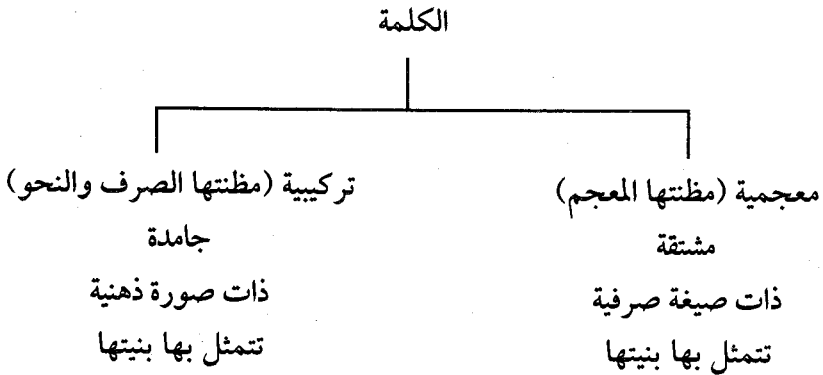 الكلمة
معجمية (مظنتها المعجم)
مشتقة
ذات صيغة صرفية
تتمثل بها بنيتها
تركيبية (مظنتها الصرف والنحو)
جامدة
ذات صورة ذهنية
تتمثل بها بنيتها